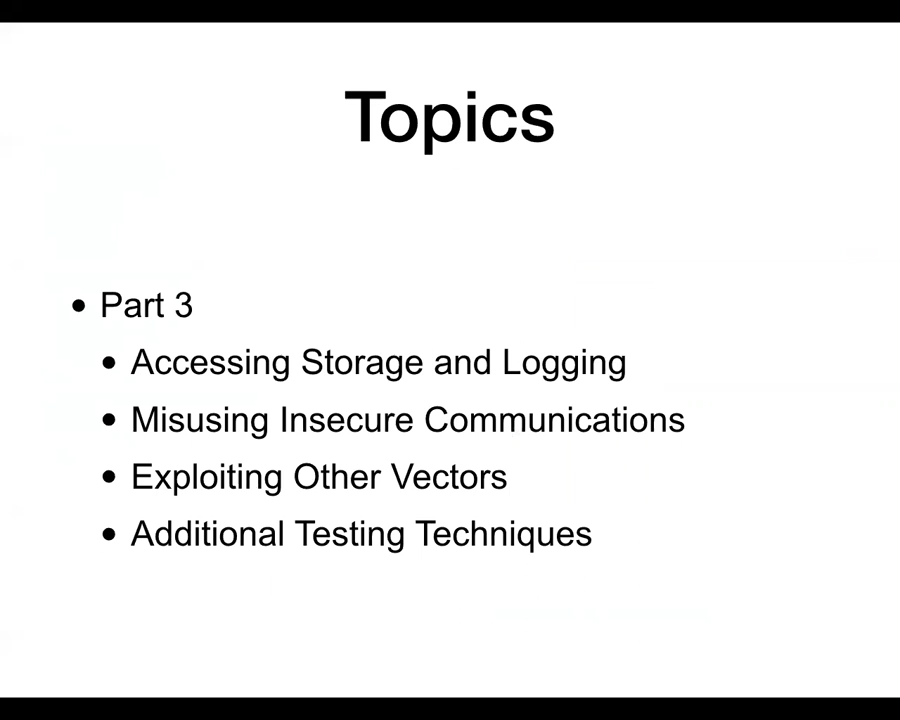 Topics
• Part 3
• Accessing Storage and Logging
• Misusing Insecure Communications
• Exploiting Other Vectors
• Additional Testing Techniques